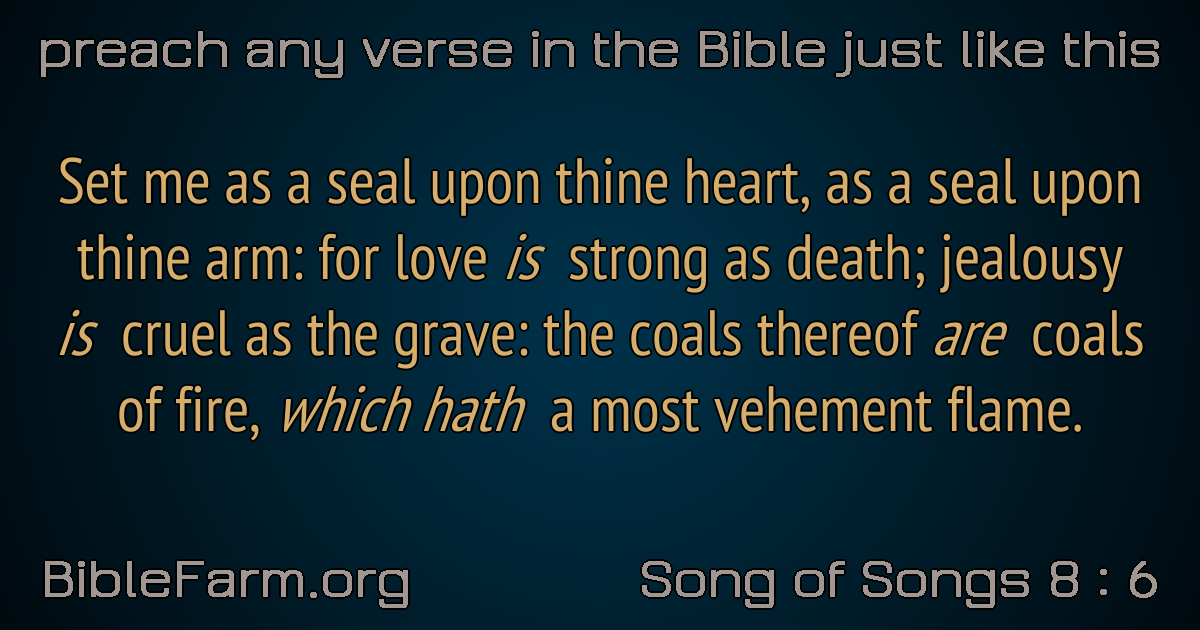 preach any verse in the Bible just like this
Set me as a seal upon thine heart, as a seal upon
thine arm: for love is strong as death; jealousy
is cruel as the grave: the coals thereof are coals
of fire, which hath a most vehement flame.
BibleFarm.org
Song of Songs 8 : 6